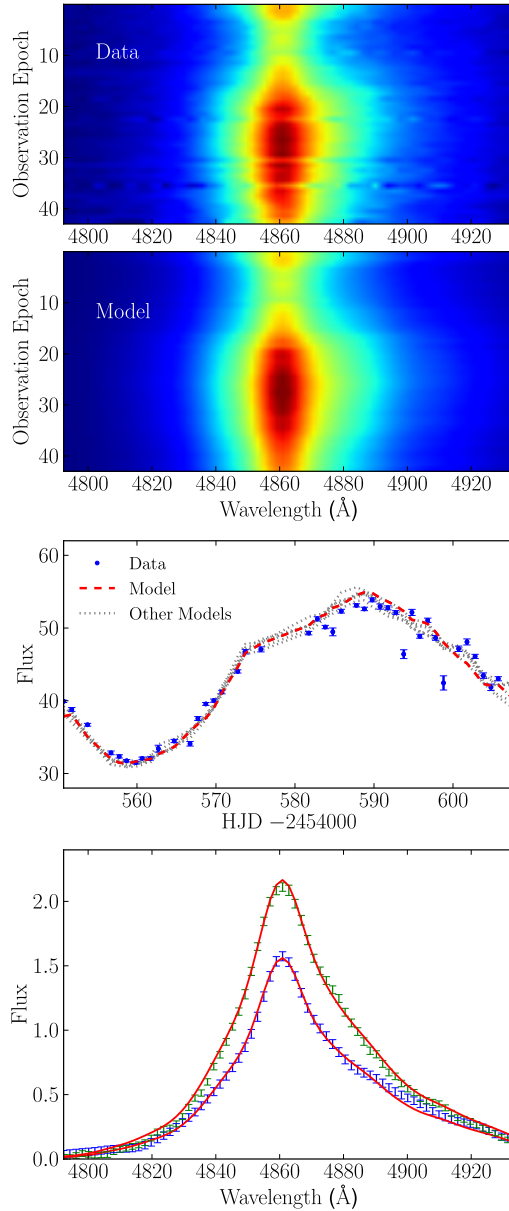 Data
Observation Epoch
10
20
30
40
4800 4820 4840 4860 4880 4900 4920
Model
Observation Epoch
10
20
30
40
4800 4820 4840 4860 4880 4900 4920
Wavelength (Å)
60
50
40
30
Flux
Data
Model
Other Models
560 570 580 590 600
HJD −2454000
2.0
1.5
1.0
0.5
0.0
Flux
4800 4820 4840 4860 4880 4900 4920
Wavelength (Å)